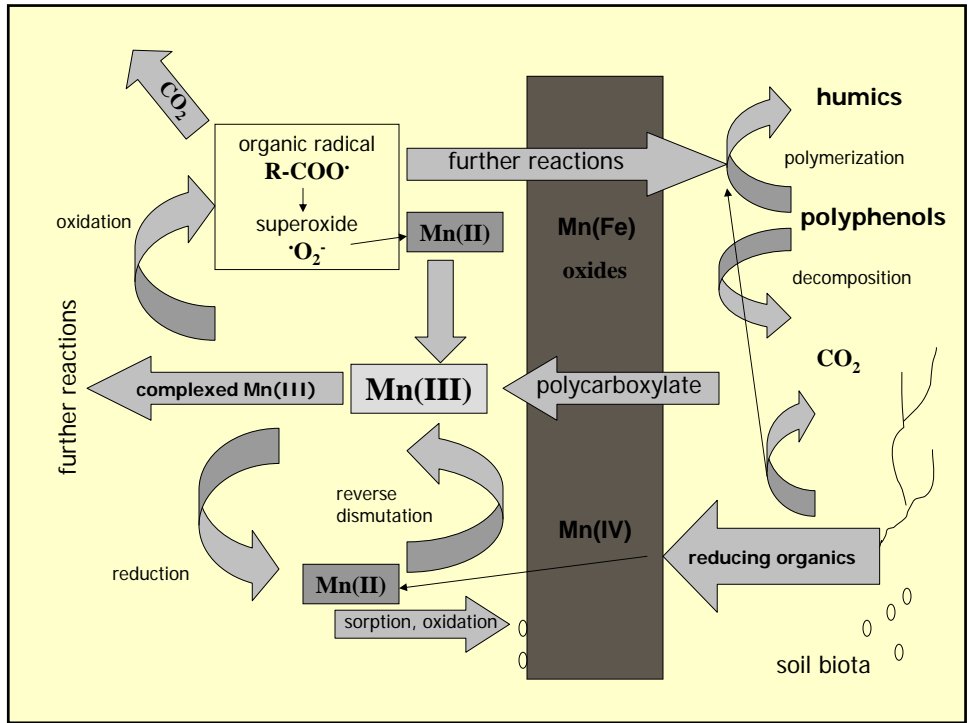 CO₂
organic radical
R-COO·
superoxide
·O₂⁻
Mn(II)
oxidation
further reactions
Mn(Fe)
oxides
humics
polymerization
polyphenols
decomposition
CO₂
further reactions
complexed Mn(III)
Mn(III)
polycarboxylate
reverse
dismutation
reduction
Mn(II)
sorption, oxidation
Mn(IV)
reducing organics
soil biota